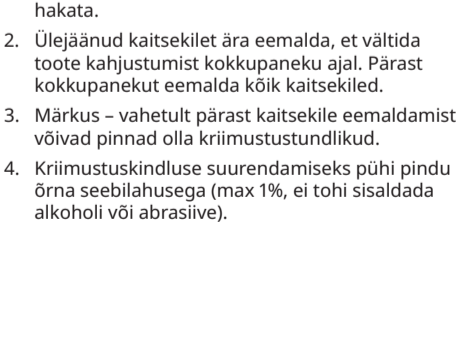 hakata.
2. Ülejäänud kaitsekilet ära eemalda, et vältida
toote kahjustumist kokkupaneku ajal. Pärast
kokkupanekut eemalda kõik kaitsekiled.
3. Märkus – vahetult pärast kaitsekile eemaldamist
võivad pinnad olla kriimustustundlikud.
4. Kriimustuskindluse suurendamiseks pühi pindu
õrna seebilahusega (max 1%, ei tohi sisaldada
alkoholi või abrasiive).